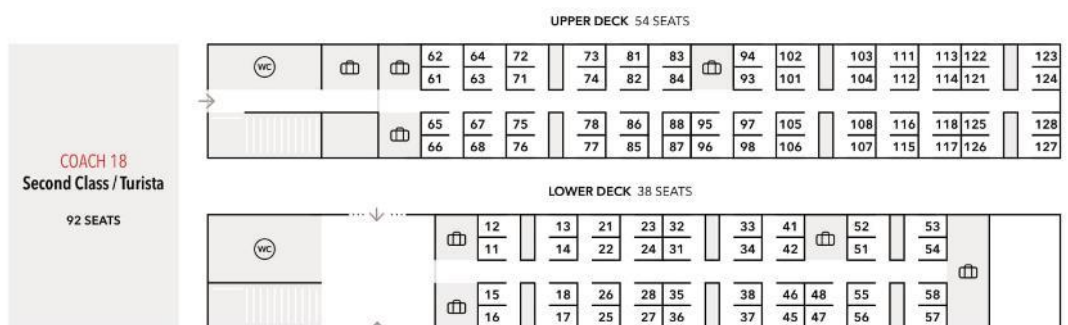 UPPER DECK 54 SEATS
WC 62 64 72 73 81 83 94 102 103 111 113 122 123
61 63 71 74 82 84 93 101 104 112 114 121 124
65 67 75 78 86 88 95 97 105 108 116 118 125 128
66 68 76 77 85 87 96 98 106 107 115 117 126 127
COACH 18
Second Class / Turista
92 SEATS
LOWER DECK 38 SEATS
WC 12 13 21 23 32 33 41 52 53
11 14 22 24 31 34 42 51 54
15 18 26 28 35 38 46 48 55 58
16 17 25 27 36 37 45 47 56 57